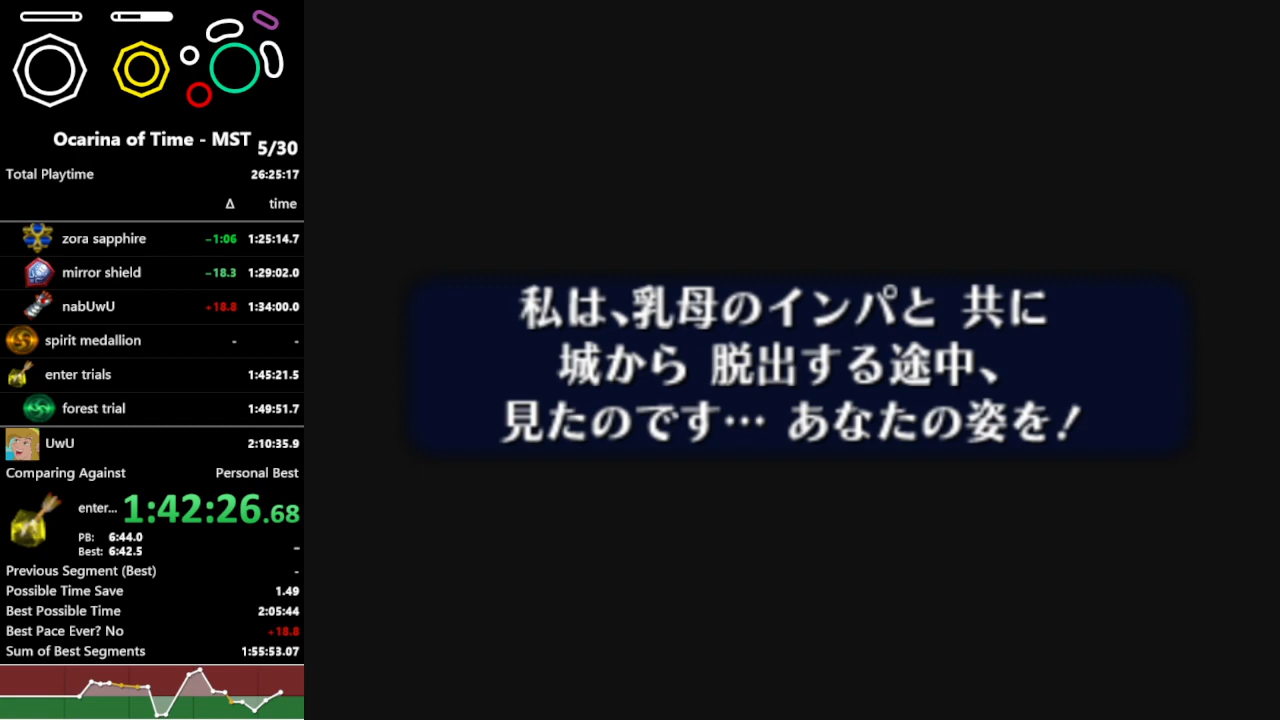 Ocarina of Time - MST
5/30
Total Playtime 26:25:17
Δ time
zora sapphire −1:06 1:25:14.7
mirror shield −18.3 1:29:02.0
nabUwU +18.8 1:34:00.0
spirit medallion - -
enter trials 1:45:21.5
forest trial 1:49:51.7
UwU 2:10:35.9
Comparing Against Personal Best
enter... 1:42:26.68
PB: 6:44.0
Best: 6:42.5 –
Previous Segment (Best) -
Possible Time Save 1.49
Best Possible Time 2:05:44
Best Pace Ever? No +18.8
Sum of Best Segments 1:55:53.07
私は、乳母のインパと 共に
城から 脱出する途中、
見たのです… あなたの姿を!